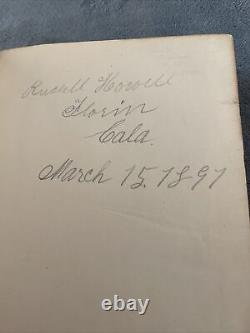 Russell Howell
Florin
Cala.
March 15, 1897